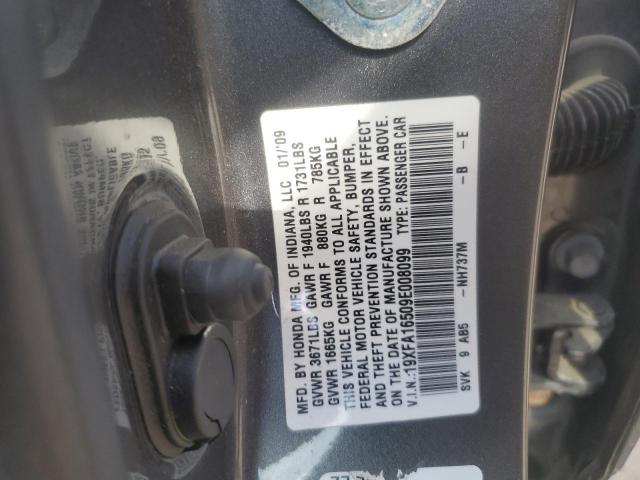 MFD. BY HONDA MFG. OF INDIANA, LLC 01/'09
GVWR 3671LBS GAWR F 1940LBS R 1731LBS
GVWR 1665KG GAWR F 880KG R 785KG
THIS VEHICLE CONFORMS TO ALL APPLICABLE
FEDERAL MOTOR VEHICLE SAFETY, BUMPER,
AND THEFT PREVENTION STANDARDS IN EFFECT
ON THE DATE OF MANUFACTURE SHOWN ABOVE.
V.I.N.:19XFA16509E008099 TYPE: PASSENGER CAR
SVK 9 AB5 -NH737M -B -E